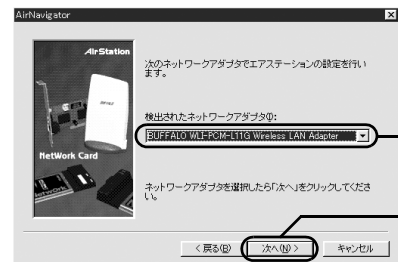 AirNavigator
AirStation
次のネットワークアダプタでエアステーションの設定を行い
ます。
検出されたネットワークアダプタ(D):
BUFFALO WLI-PCM-L11G Wireless LAN Adapter
NetWork Card
ネットワークアダプタを選択したら「次へ」をクリックしてくださ
い。
< 戻る(B)
次へ(N) >
キャンセル